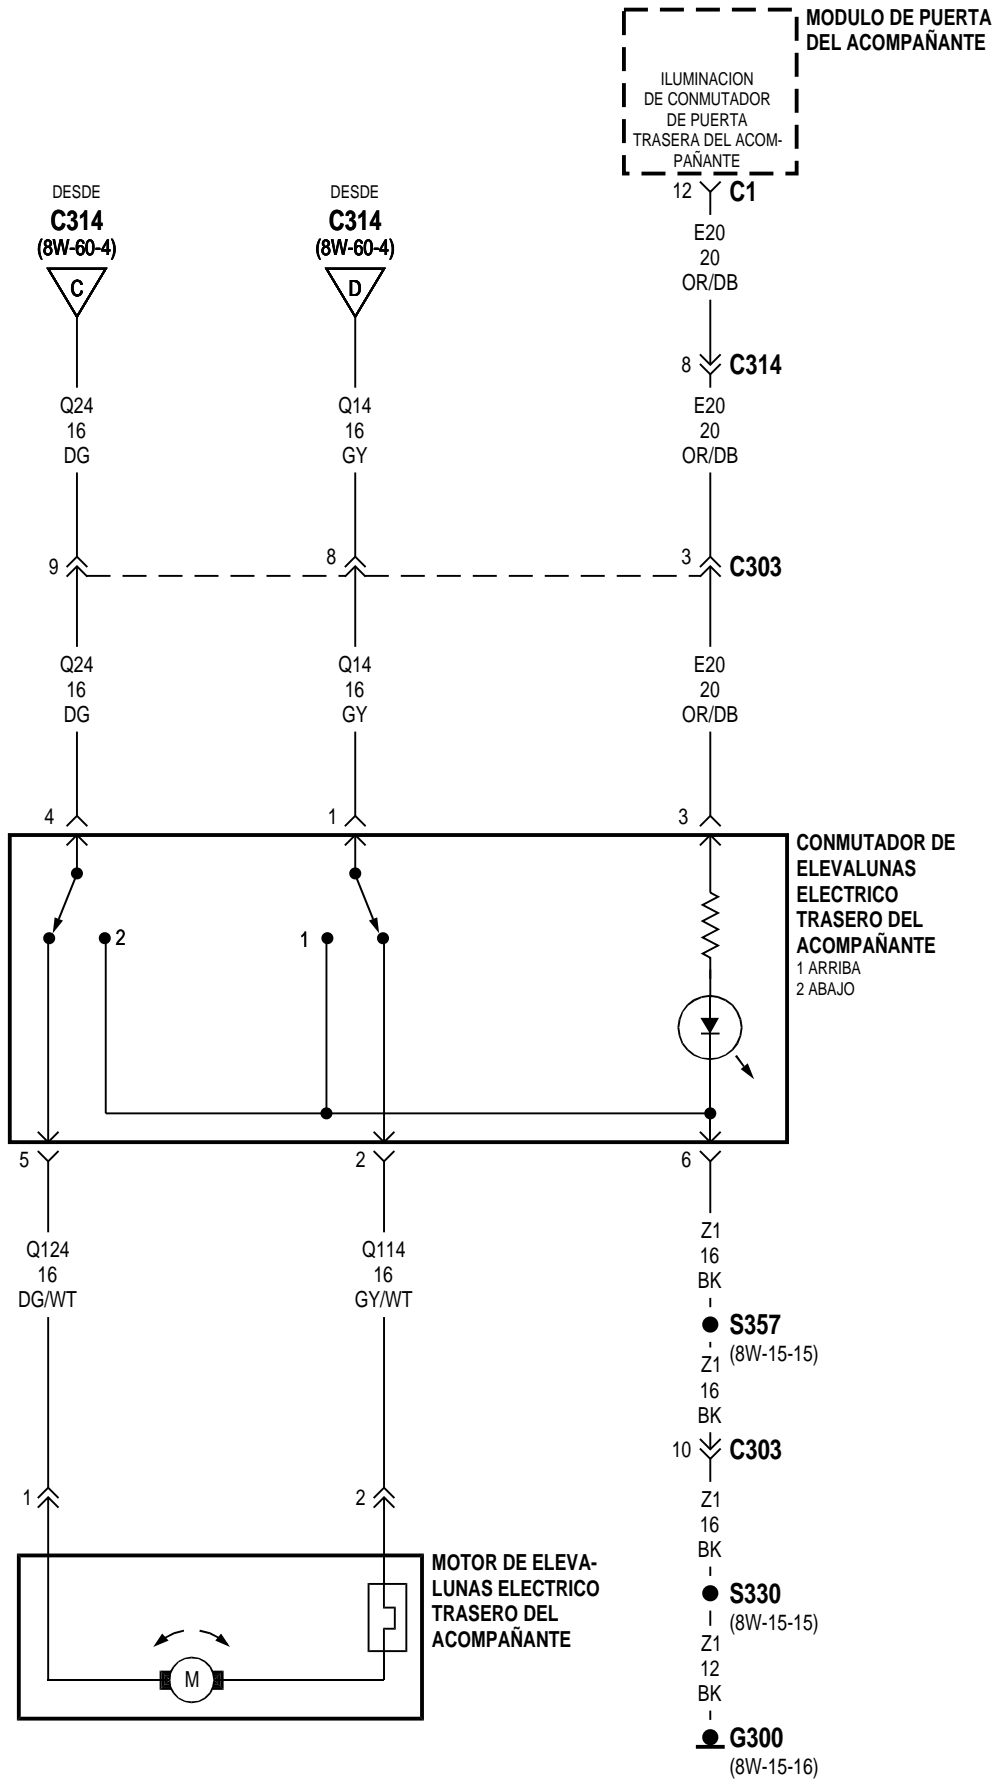 MODULO DE PUERTA
DEL ACOMPAÑANTE
ILUMINACION
DE CONMUTADOR
DE PUERTA
TRASERA DEL ACOM-
PAÑANTE
12 C1
E20
20
OR/DB
DESDE
C314
(8W-60-4)
C
DESDE
C314
(8W-60-4)
D
8 C314
Q24
16
DG
Q14
16
GY
E20
20
OR/DB
9
8
3 C303
Q24
16
DG
Q14
16
GY
E20
20
OR/DB
4
1
3
CONMUTADOR DE
ELEVALUNAS
ELECTRICO
TRASERO DEL
ACOMPAÑANTE
1 ARRIBA
2 ABAJO
2
1
5
2
6
Q124
16
DG/WT
Q114
16
GY/WT
Z1
16
BK
S357
(8W-15-15)
Z1
16
BK
10 C303
1
2
Z1
16
BK
MOTOR DE ELEVA-
LUNAS ELECTRICO
TRASERO DEL
ACOMPAÑANTE
M
S330
(8W-15-15)
Z1
12
BK
G300
(8W-15-16)